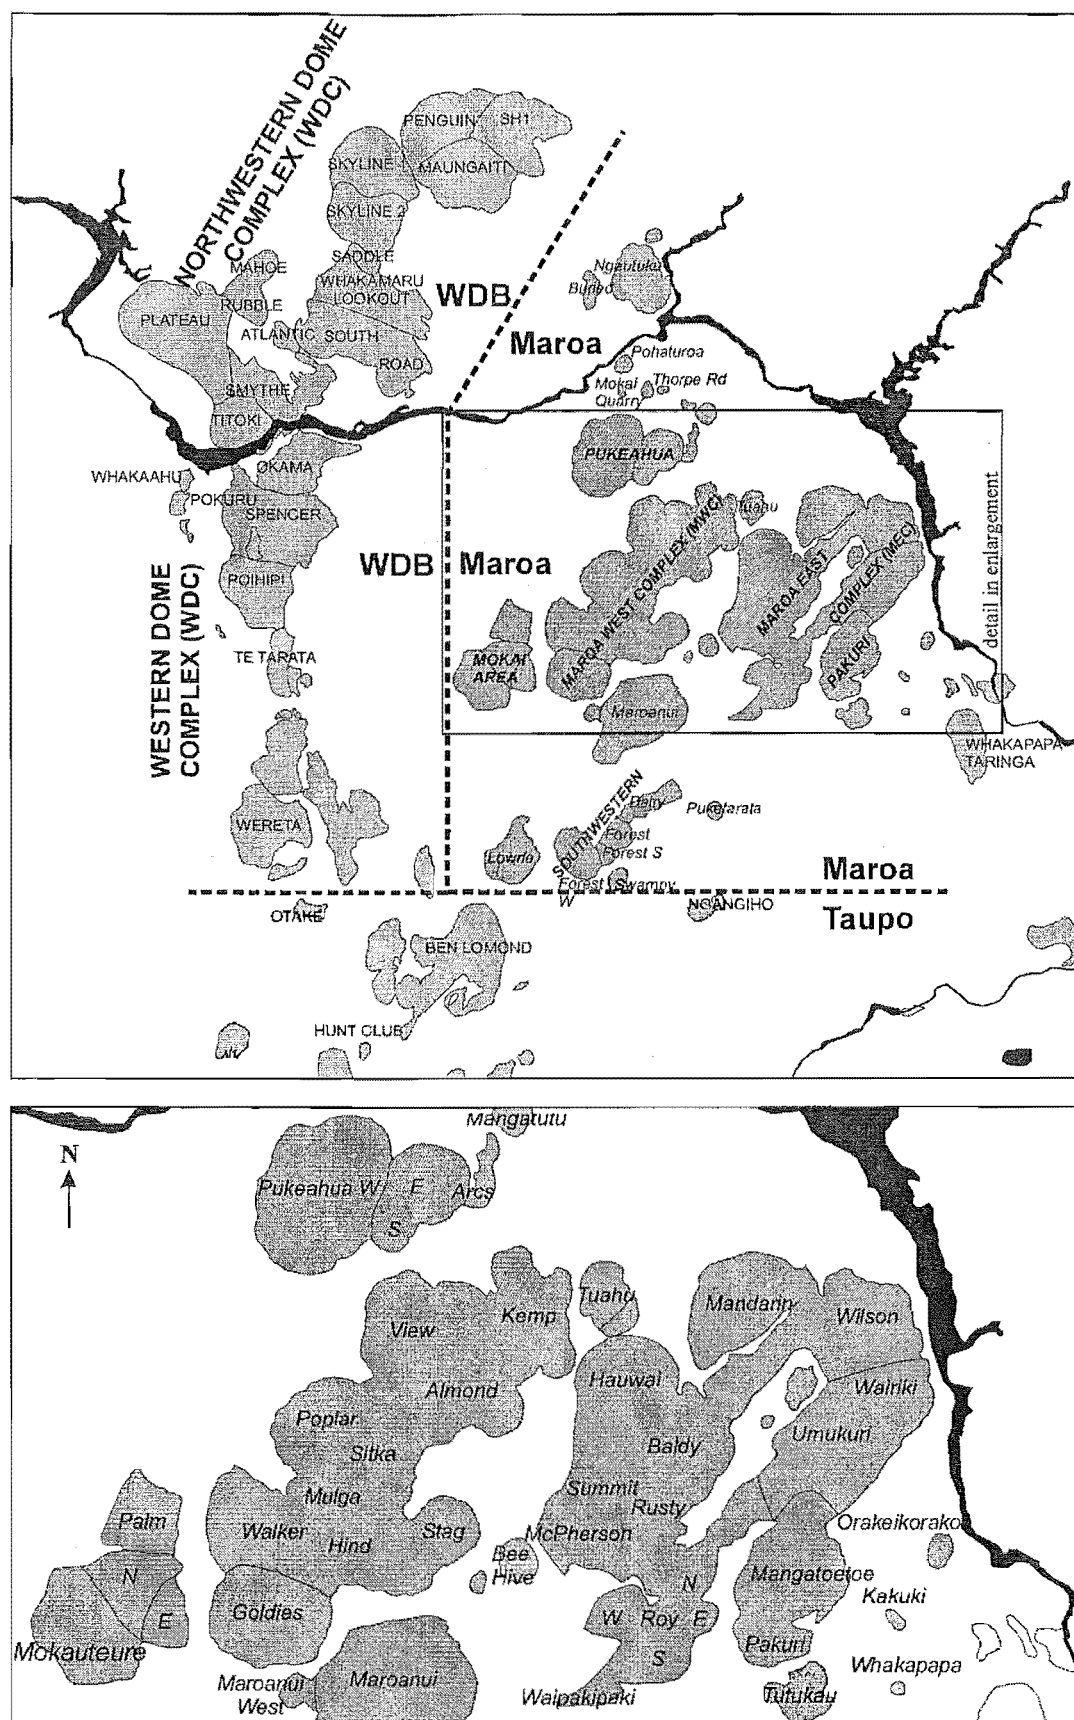 NORTHWESTERN DOME
COMPLEX (WDC)
PENGUIN
SH1
SKYLINE 1
MAUNGAITI
SKYLINE 2
SADDLE
MAHOE
WHAKAMARU
LOOKOUT
RUBBLE
PLATEAU
ATLANTIC
SOUTH
ROAD
SMYTHE
TITOKI
WDB
Maroa
Ngautuku
Buried
Pohaturoa
Mokai
Quarry
Thorpe Rd
WHAKAAHU
OKAMA
POKURU
SPENCER
POIHIPI
TE TARATA
WESTERN DOME
COMPLEX (WDC)
WDB
Maroa
PUKEAHUA
Tuahu
MAROA WEST COMPLEX (MWC)
MAROA EAST
COMPLEX (MEC)
PAKURI
MOKAI
AREA
Maroanui
detail in enlargement
WHAKAPAPA
TARINGA
WERETA
SOUTHWESTERN
Dairy
Puketarata
Forest
Forest S
Lowrie
Forest
W
Swampy
Maroa
Taupo
OTAKE
NGANGIHO
BEN LOMOND
HUNT CLUB
N
Mangatutu
Pukeahua W
E
S
Arcs
Tuahu
Kemp
View
Mandarin
Wilson
Almond
Hauwai
Wairiki
Poplar
Sitka
Baldy
Umukuri
Mulga
Summit
Rusty
Palm
Walker
Hind
Stag
McPherson
Orakeikorako
Bee
Hive
N
Mangatoetoe
N
E
Goldies
W
Roy
E
S
Kakuki
Mokauteure
Pakuri
Maroanui
West
Maroanui
Whakapapa
Waipakipaki
Tutukau